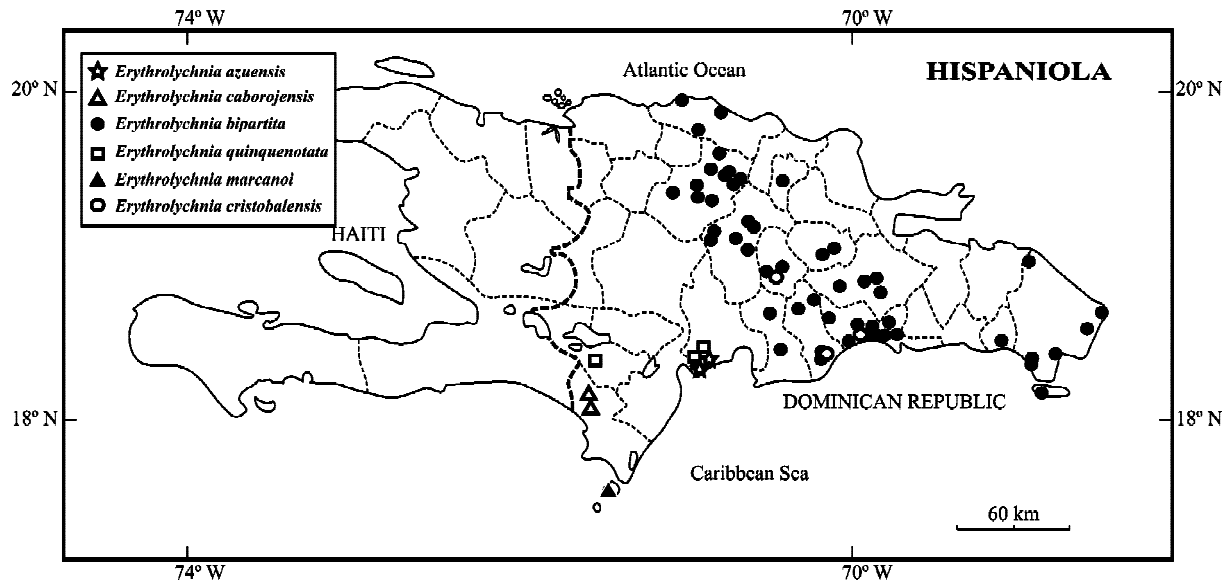 74° W 70° W
20° N 20° N
Erythrolychnia azuensis
Erythrolychnia caborojensis
Erythrolychnia bipartita
Erythrolychnia quinquenotata
Erythrolychnia marcanoi
Erythrolychnia cristobalensis
Atlantic Ocean
HISPANIOLA
HAITI
DOMINICAN REPUBLIC
18° N 18° N
Caribbean Sea
60 km
74° W 70° W